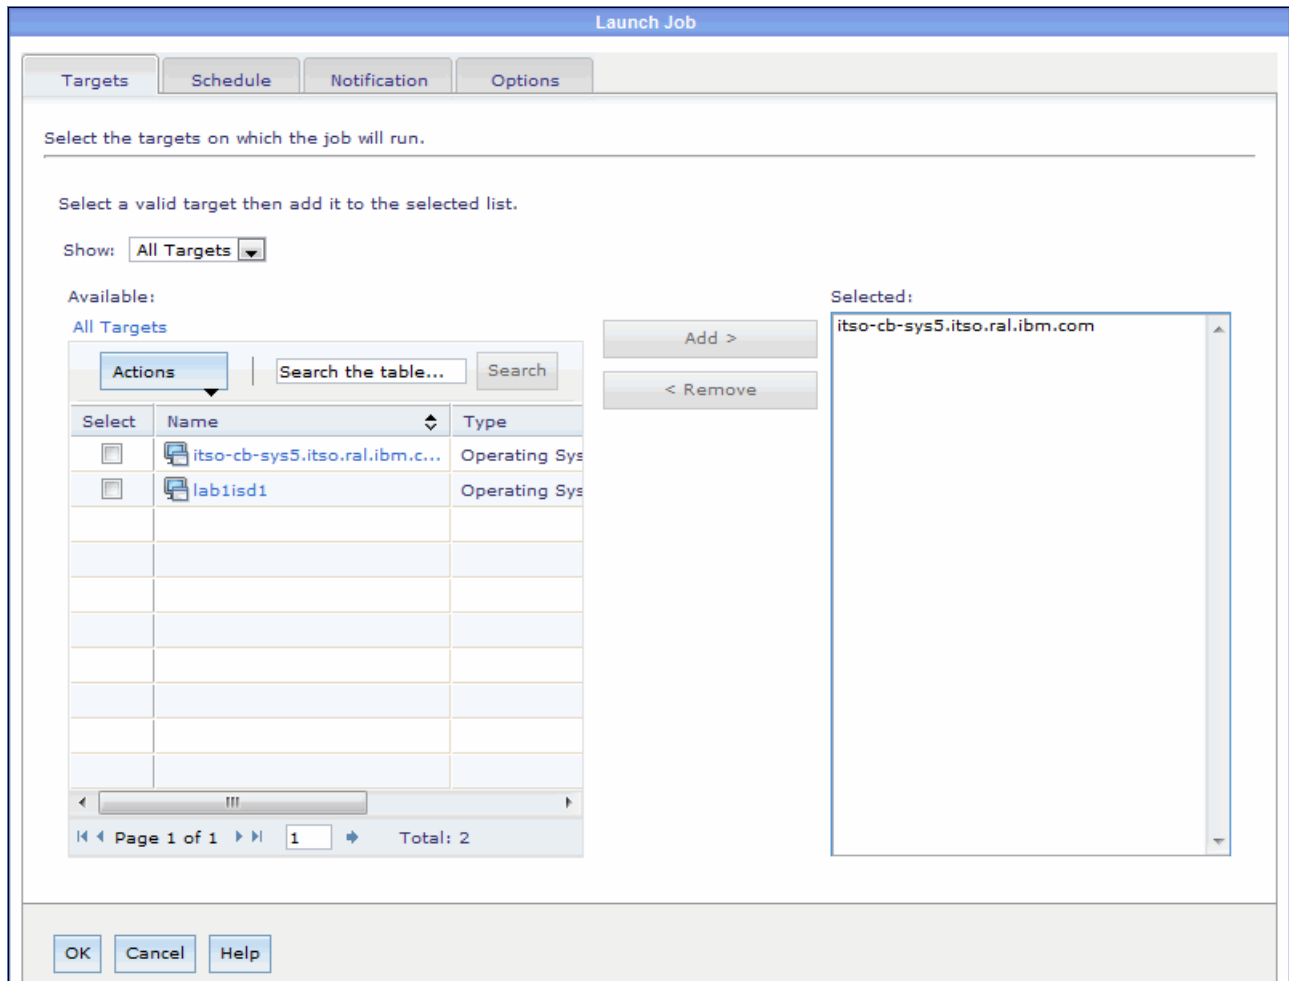 Launch Job
Targets Schedule Notification Options
Select the targets on which the job will run.
Select a valid target then add it to the selected list.
Show: All Targets
Available:
All Targets
Actions Search the table... Search
Select Name Type
itso-cb-sys5.itso.ral.ibm.c... Operating Sys
lab1isd1 Operating Sys
Page 1 of 1 1 Total: 2
Add >
< Remove
Selected:
itso-cb-sys5.itso.ral.ibm.com
OK Cancel Help